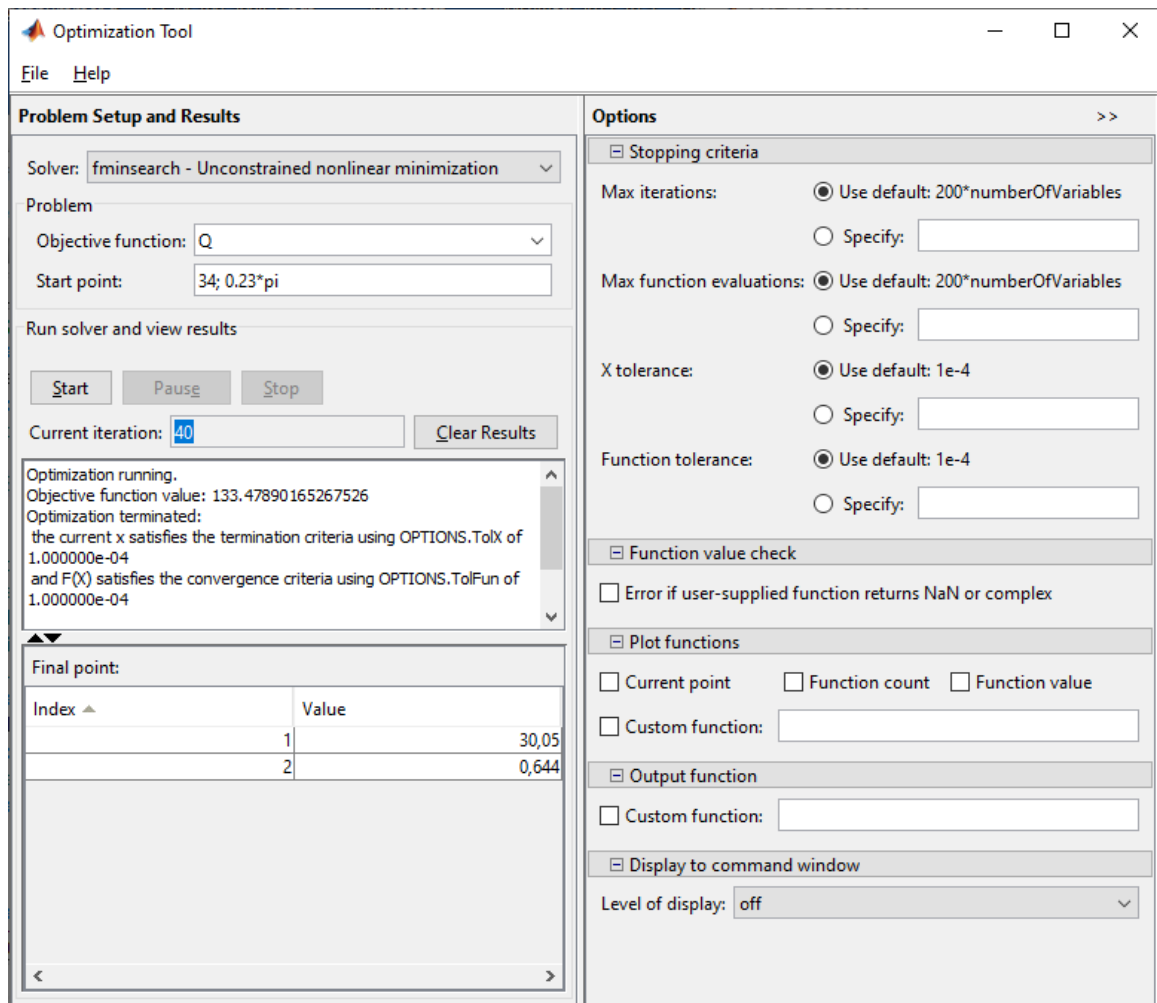 Optimization Tool
File Help
Problem Setup and Results
Solver: fminsearch - Unconstrained nonlinear minimization
Problem
Objective function: Q
Start point: 34; 0.23*pi
Run solver and view results
Start Pause Stop
Current iteration: 40 Clear Results
Optimization running.
Objective function value: 133.47890165267526
Optimization terminated:
the current x satisfies the termination criteria using OPTIONS.TolX of
1.000000e-04
and F(X) satisfies the convergence criteria using OPTIONS.TolFun of
1.000000e-04
Final point:
Index Value
1 30,05
2 0,644
Options >>
Stopping criteria
Max iterations: Use default: 200*numberOfVariables
Specify:
Max function evaluations: Use default: 200*numberOfVariables
Specify:
X tolerance: Use default: 1e-4
Specify:
Function tolerance: Use default: 1e-4
Specify:
Function value check
Error if user-supplied function returns NaN or complex
Plot functions
Current point Function count Function value
Custom function:
Output function
Custom function:
Display to command window
Level of display: off